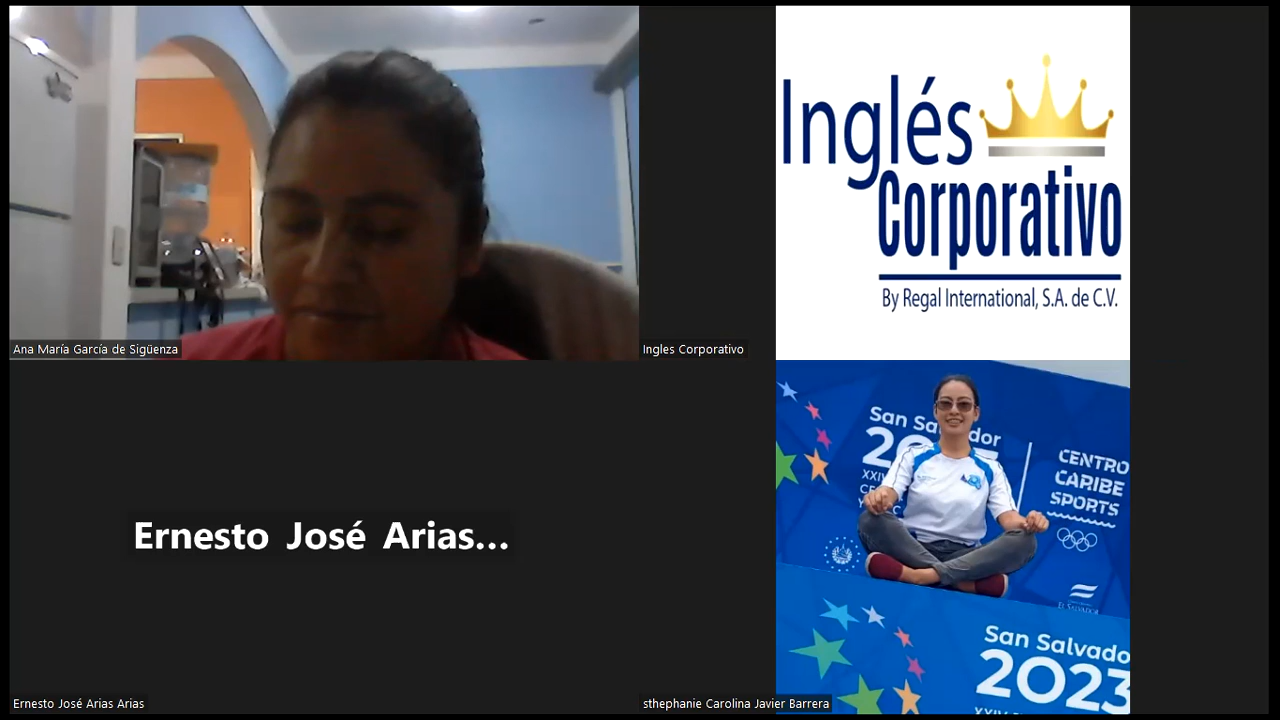 Inglés
Corporativo
By Regal International, S.A. de C.V.
Ana María García de Sigüenza
Ingles Corporativo
San Salvador
CENTRO
CARIBE
SPORTS
Ernesto José Arias...
San Salvado
2023
Ernesto José Arias Arias
sthephanie Carolina Javier Barrera